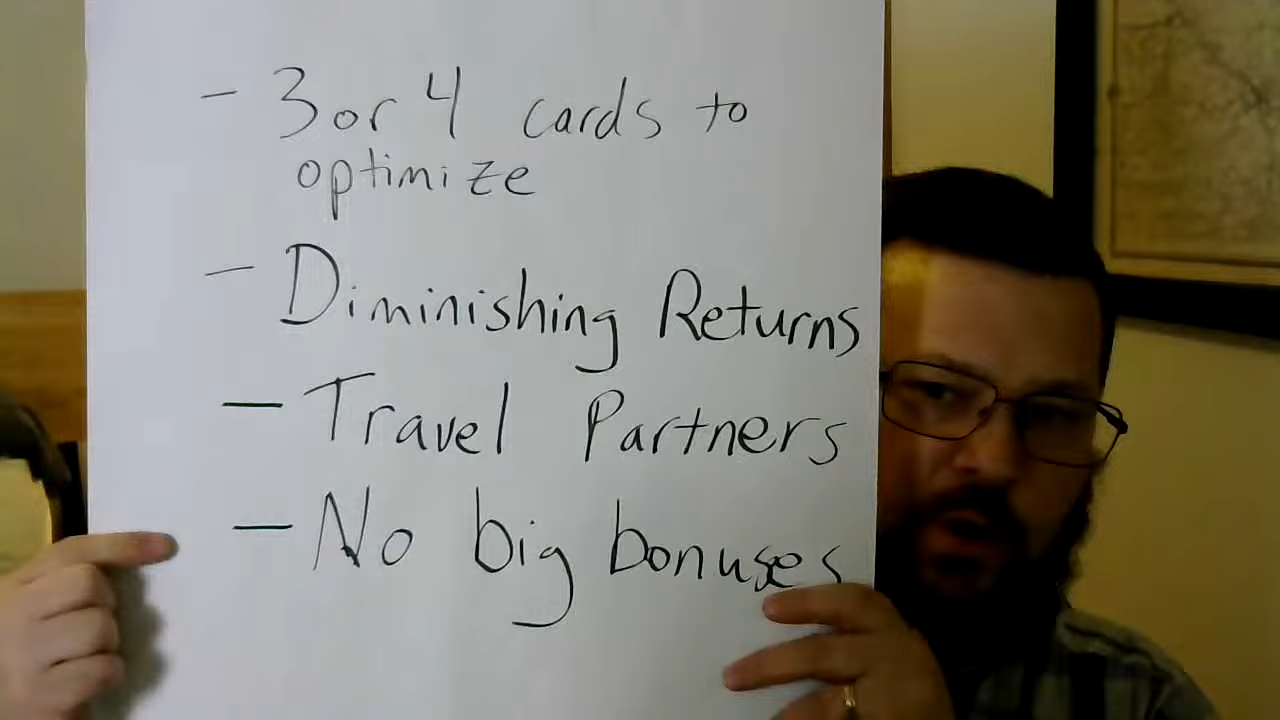 - 3 or 4 cards to
optimize
- Diminishing Returns
- Travel Partners
- No big bonuses